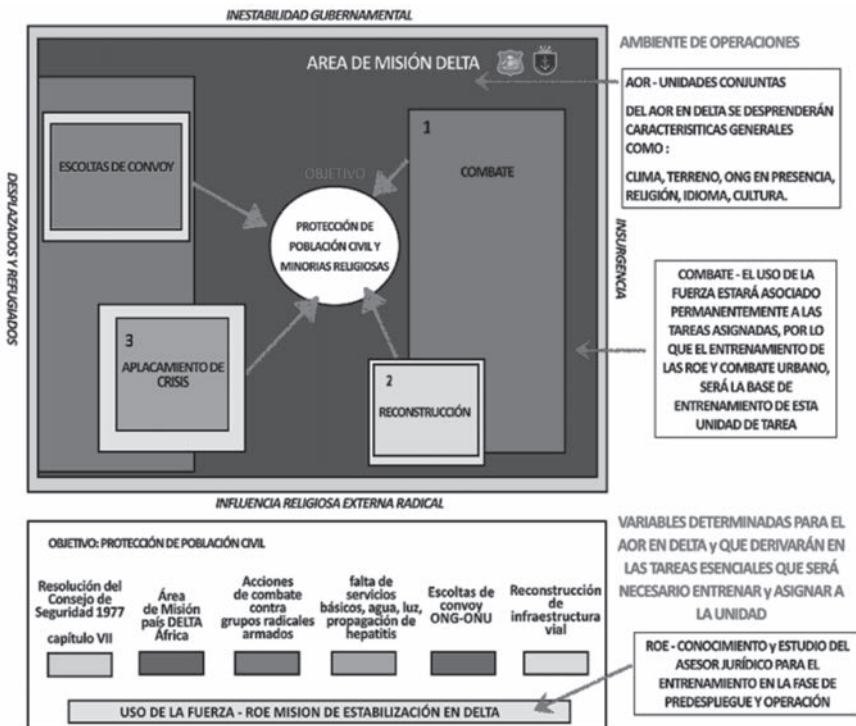 INESTABILIDAD GUBERNAMENTAL
DESPLAZADOS Y REFUGIADOS
AREA DE MISIÓN DELTA
ESCOLTAS DE CONVOY
OBJETIVO
PROTECCIÓN DE
POBLACIÓN CIVIL Y
MINORIAS RELIGIOSAS
1
COMBATE
3
APLACAMIENTO DE
CRISIS
2
RECONSTRUCCIÓN
INSURGENCIA
INFLUENCIA RELIGIOSA EXTERNA RADICAL
AMBIENTE DE OPERACIONES
AOR - UNIDADES CONJUNTAS
DEL AOR EN DELTA SE DESPRENDERÁN
CARACTERISITICAS GENERALES
COMO :
CLIMA, TERRENO, ONG EN PRESENCIA,
RELIGIÓN, IDIOMA, CULTURA.
COMBATE - EL USO DE LA
FUERZA ESTARÁ ASOCIADO
PERMANENTEMENTE A LAS
TAREAS ASIGNADAS, POR LO
QUE EL ENTRENAMIENTO DE
LAS ROE Y COMBATE URBANO,
SERÁ LA BASE DE
ENTRENAMIENTO DE ESTA
UNIDAD DE TAREA
OBJETIVO: PROTECCIÓN DE POBLACIÓN CIVIL
Resolución del
Consejo de
Seguridad 1977
capítulo VII
Área
de Misión
país DELTA
África
Acciones
de combate
contra
grupos radicales
armados
falta de
servicios
básicos, agua, luz,
propagación de
hepatitis
Escoltas de
convoy
ONG-ONU
Reconstrucción
de
infraestructura
vial
USO DE LA FUERZA - ROE MISION DE ESTABILIZACIÓN EN DELTA
VARIABLES DETERMINADAS PARA EL
AOR EN DELTA y QUE DERIVARÁN EN
LAS TAREAS ESENCIALES QUE SERÁ
NECESARIO ENTRENAR y ASIGNAR A
LA UNIDAD
ROE - CONOCIMIENTO y ESTUDIO DEL
ASESOR JURÍDICO PARA EL
ENTRENAMIENTO EN LA FASE DE
PREDESPLIEGUE Y OPERACIÓN